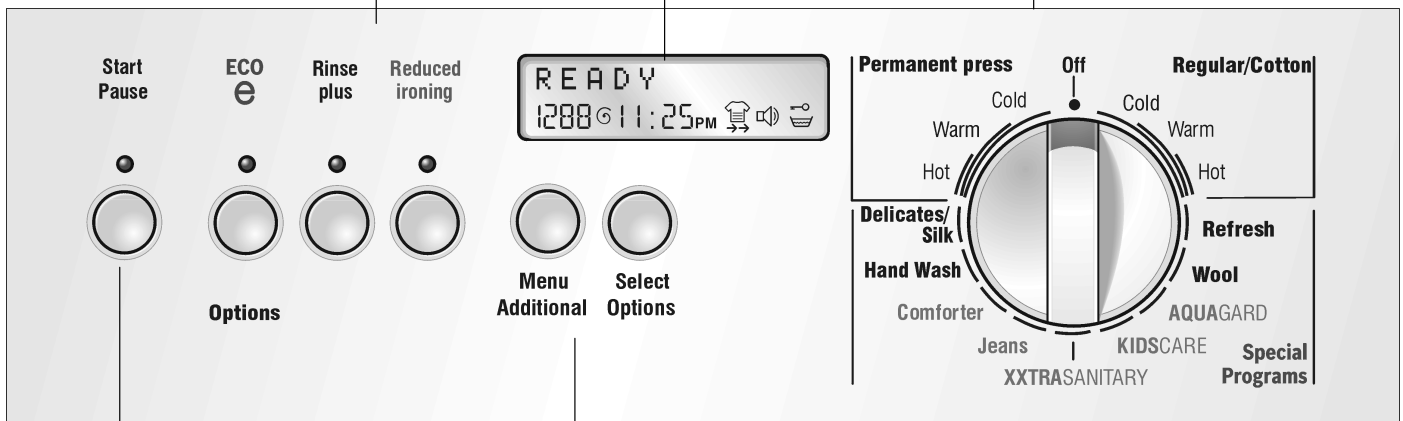 Start
Pause
ECO
e
Rinse
plus
Reduced
ironing
READY
1288 11:25PM
Menu
Additional
Select
Options
Options
Permanent press
Off
Regular/Cotton
Cold
Warm
Hot
Cold
Warm
Hot
Delicates/
Silk
Hand Wash
Comforter
Jeans
XXTRASANITARY
KIDSCARE
AQUAGARD
Wool
Refresh
Special
Programs